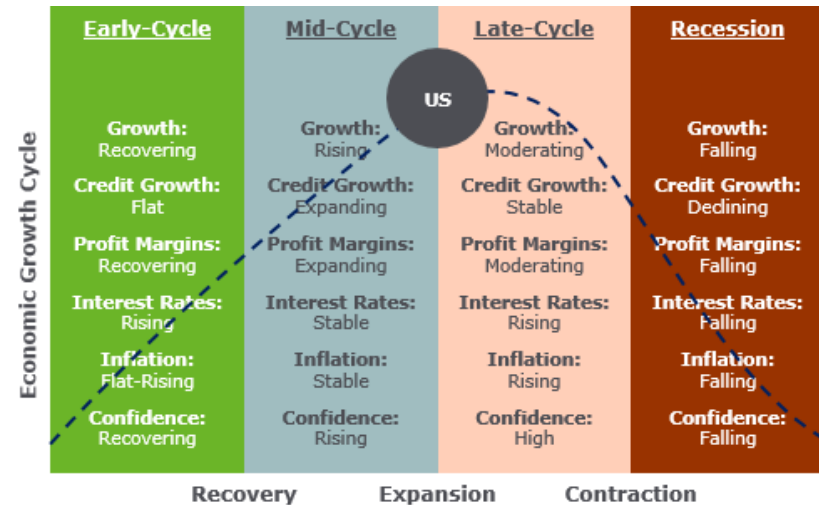 Early-Cycle
Mid-Cycle
Late-Cycle
Recession
US
Economic Growth Cycle
Growth:
Recovering
Growth:
Rising
Growth:
Moderating
Growth:
Falling
Credit Growth:
Flat
Credit Growth:
Expanding
Credit Growth:
Stable
Credit Growth:
Declining
Profit Margins:
Recovering
Profit Margins:
Expanding
Profit Margins:
Moderating
Profit Margins:
Falling
Interest Rates:
Rising
Interest Rates:
Stable
Interest Rates:
Rising
Interest Rates:
Falling
Inflation:
Flat-Rising
Inflation:
Stable
Inflation:
Rising
Inflation:
Falling
Confidence:
Recovering
Confidence:
Rising
Confidence:
High
Confidence:
Falling
Recovery
Expansion
Contraction